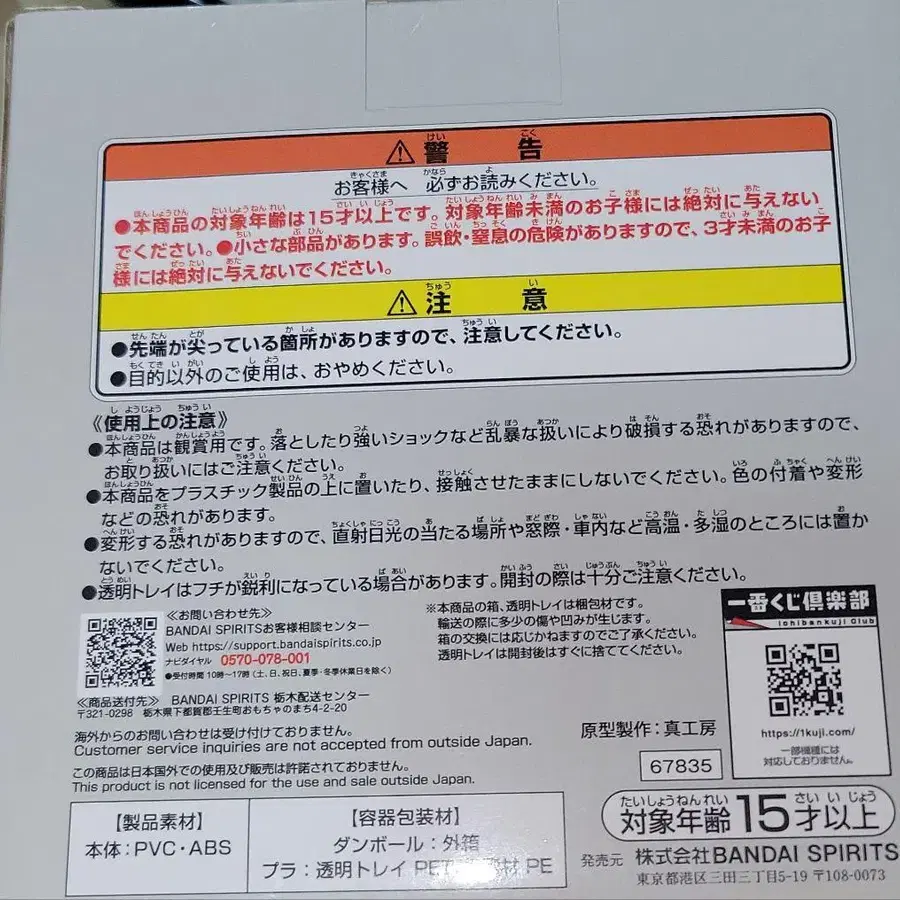 ⚠警告
お客様へ 必ずお読みください。
●本商品の対象年齢は15才以上です。対象年齢未満のお子様には絶対に与えない
でください。●小さな部品があります。誤飲・窒息の危険がありますので、3才未満のお子
様には絶対に与えないでください。
⚠注意
●先端が尖っている箇所がありますので、注意してください。
●目的以外のご使用は、おやめください。
《使用上の注意》
●本商品は観賞用です。落としたり強いショックなど乱暴な扱いにより破損する恐れがありますので、
お取り扱いにはご注意ください。
●本商品をプラスチック製品の上に置いたり、接触させたままにしないでください。色の付着や変形
などの恐れがあります。
●変形する恐れがありますので、直射日光の当たる場所や窓際・車内など高温・多湿のところには置か
ないでください。
●透明トレイはフチが鋭利になっている場合があります。開封の際は十分ご注意ください。
≪お問い合わせ先≫
BANDAI SPIRITSお客様相談センター
Web https://support.bandaispirits.co.jp
ナビダイヤル 0570-078-001
●受付時間 10時〜17時(土、日、祝日、夏季・冬季休業日を除く)
≪商品送付先≫ BANDAI SPIRITS 栃木配送センター
〒321-0298 栃木県下都賀郡壬生町おもちゃのまち4-2-20
※本商品の箱、透明トレイは梱包材です。
輸送の際に多少の傷や凹みが生じます。
箱の交換には応じかねますのでご了承ください。
透明トレイは開封後はすぐに捨ててください。
一番くじ倶楽部
Ichibankuji Club
https://1kuji.com/
一部機種には
対応しておりません。
海外からのお問い合わせは受け付けておりません。
Customer service inquiries are not accepted from outside Japan.
この商品は日本国外での使用及び販売は許諾されておりません。
This product is not licensed for the use and sale outside Japan.
原型製作：真工房
67835
【製品素材】
本体：PVC・ABS
【容器包装材】
ダンボール：外箱
プラ：透明トレイ PET 材 PE
対象年齢15才以上
発売元 株式会社BANDAI SPIRITS
東京都港区三田三丁目5-19 〒108-0073